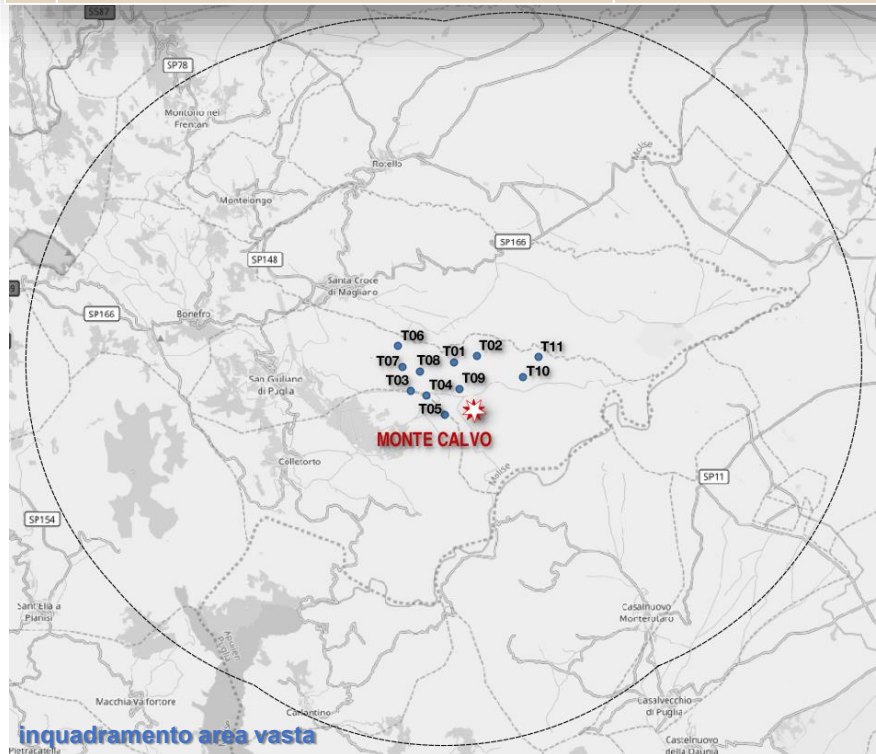 SS87
SP78
Montorio nei
Frentani
Molise
Rotello
Montelongo
SP166
SP148
Santa Croce
di Magliano
SP166
Bonefro
T06
T02
T11
T01
T07
T08
T10
San Giuliano
di Puglia
T03
T04
T09
T05
MONTE CALVO
Colletorto
Molise
SP11
SP154
Sant'Elia a
Pianisi
Casalnuovo
Monterotaro
Puglia
Macchia Valfortore
Carlantino
Casalvecchio
di Puglia
inquadramento area vasta
Pietracatella
Castelnuovo
della Daunia